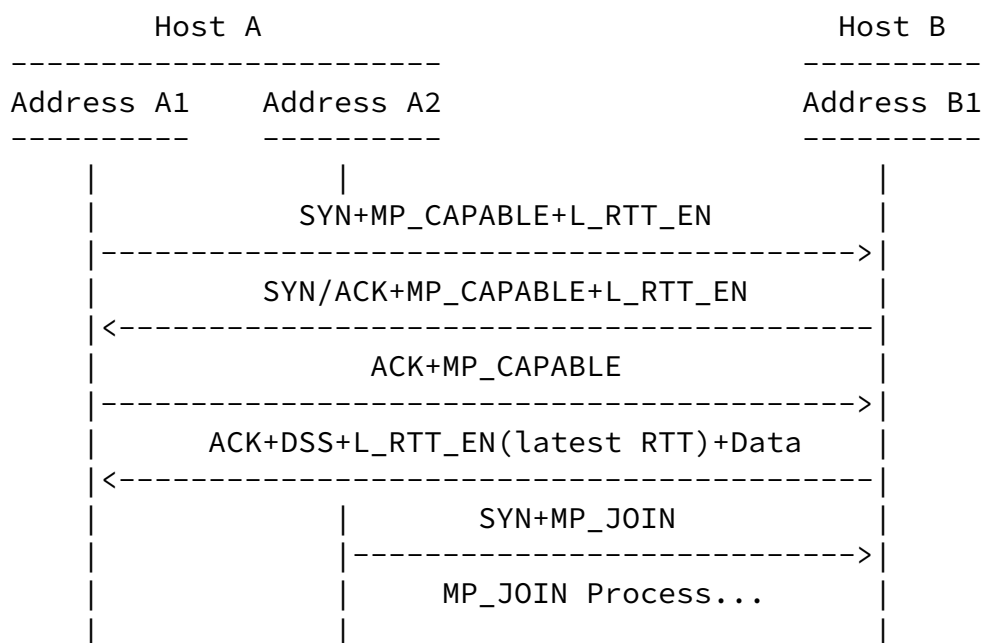 Host A Host B
------------------------ ----------
Address A1 Address A2 Address B1
---------- ---------- ----------
| | |
| SYN+MP_CAPABLE+L_RTT_EN |
|------------------------------------------>|
| SYN/ACK+MP_CAPABLE+L_RTT_EN |
|<------------------------------------------|
| ACK+MP_CAPABLE |
|------------------------------------------>|
| ACK+DSS+L_RTT_EN(latest RTT)+Data |
|<------------------------------------------|
| | SYN+MP_JOIN |
| |---------------------------->|
| | MP_JOIN Process... |
| | |